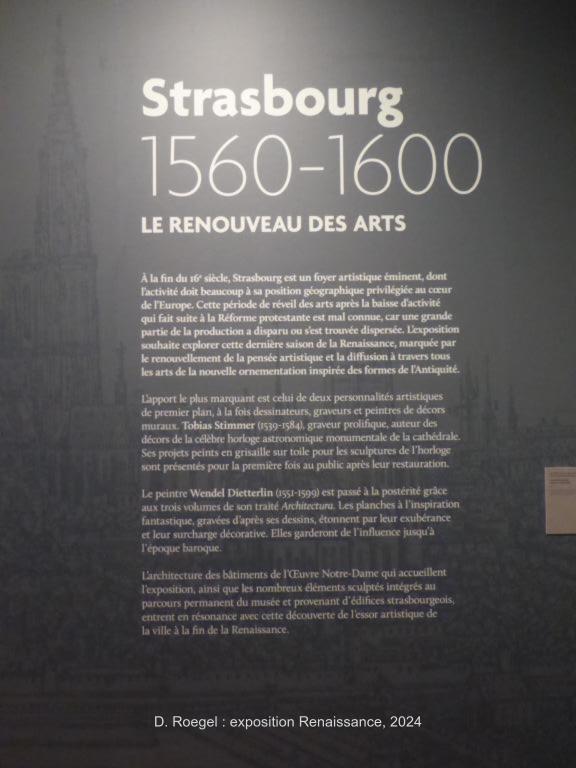 Strasbourg
1560-1600
LE RENOUVEAU DES ARTS
À la fin du 16e siècle, Strasbourg est un foyer artistique éminent, dont
l'activité doit beaucoup à sa position géographique privilégiée au cœur
de l'Europe. Cette période de réveil des arts après la baisse d'activité
qui fait suite à la Réforme protestante est mal connue, car une grande
partie de la production a disparu ou s'est trouvée dispersée. L'exposition
souhaite explorer cette dernière saison de la Renaissance, marquée par
le renouvellement de la pensée artistique et la diffusion à travers tous
les arts de la nouvelle ornementation inspirée des formes de l'Antiquité.
L'apport le plus marquant est celui de deux personnalités artistiques
de premier plan, à la fois dessinateurs, graveurs et peintres de décors
muraux. Tobias Stimmer (1539-1584), graveur prolifique, auteur des
décors de la célèbre horloge astronomique monumentale de la cathédrale.
Ses projets peints en grisaille sur toile pour les sculptures de l'horloge
sont présentés pour la première fois au public après leur restauration.
Le peintre Wendel Dietterlin (1551-1599) est passé à la postérité grâce
aux trois volumes de son traité Architectura. Les planches à l'inspiration
fantastique, gravées d'après ses dessins, étonnent par leur exubérance
et leur surcharge décorative. Elles garderont de l'influence jusqu'à
l'époque baroque.
L'architecture des bâtiments de l'Œuvre Notre-Dame qui accueillent
l'exposition, ainsi que les nombreux éléments sculptés intégrés au
parcours permanent du musée et provenant d'édifices strasbourgeois,
entrent en résonance avec cette découverte de l'essor artistique de
la ville à la fin de la Renaissance.
D. Roegel : exposition Renaissance, 2024